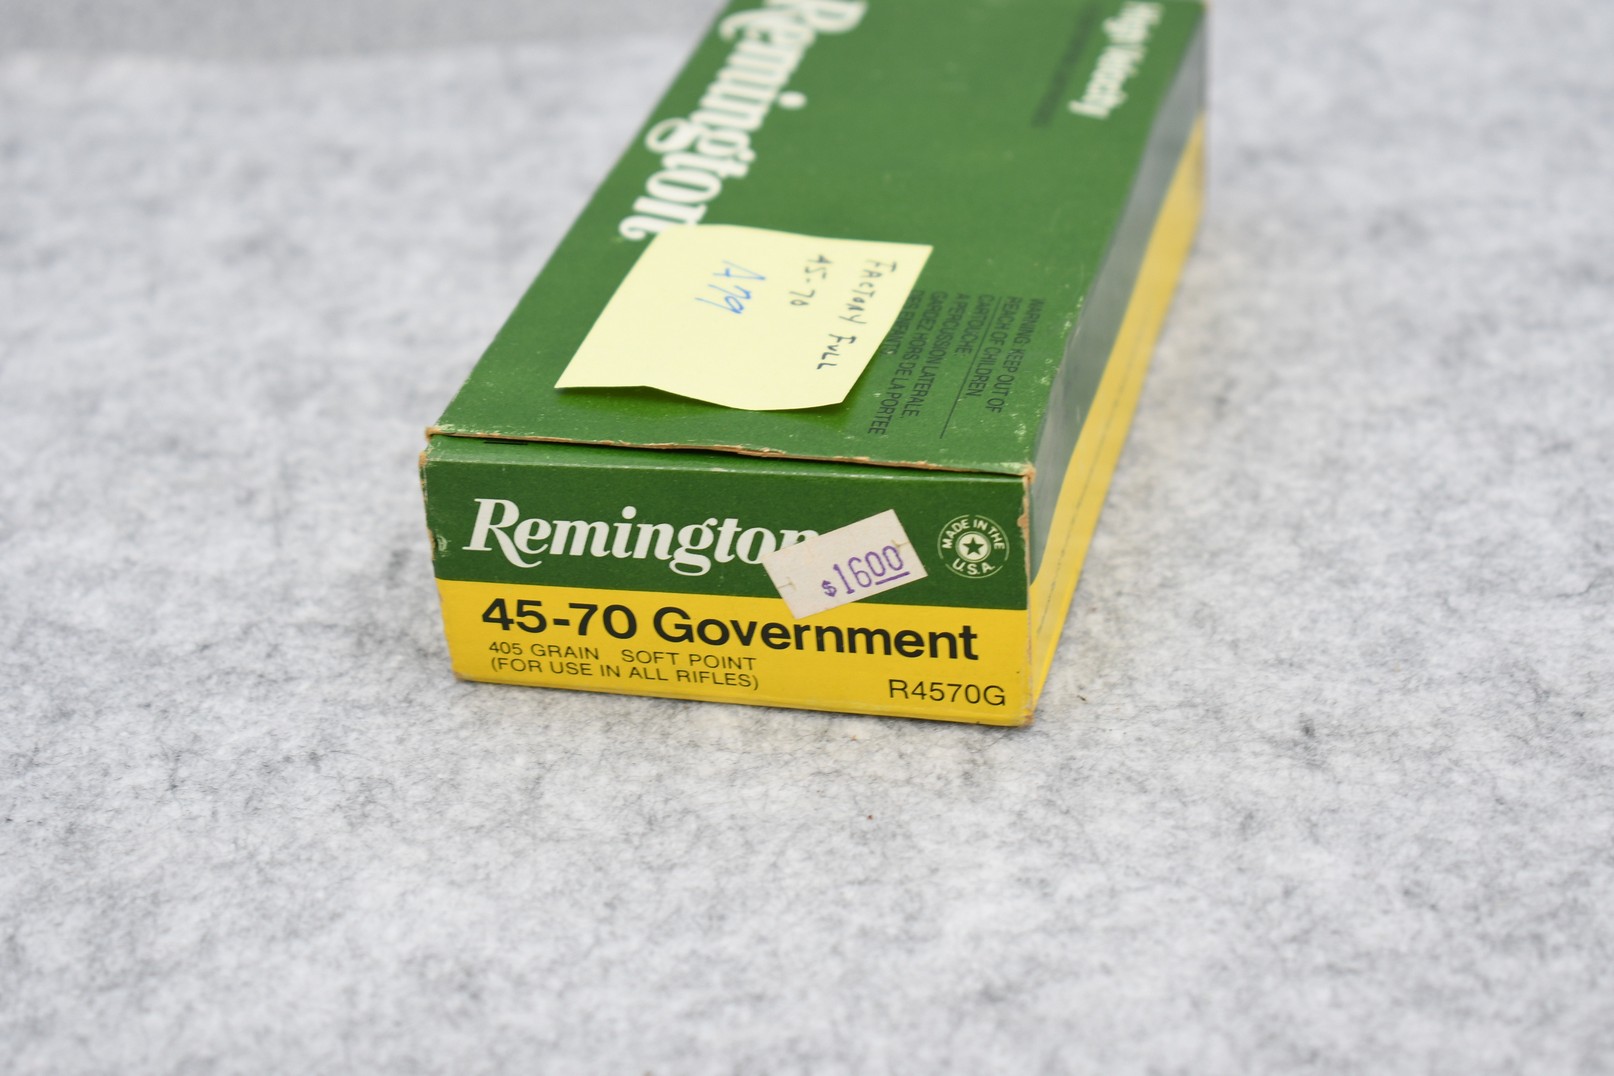 Remington
High Velocity
FACTORY FULL
45-70
A79
WARNING: KEEP OUT OF
REACH OF CHILDREN
CARTOUCHE
A PERCUSSION LATERALE.
GARDEZ HORS DE LA PORTEE
DES ENFANTS
Remington
$1600
MADE IN THE
U.S.A.
45-70 Government
405 GRAIN SOFT POINT
(FOR USE IN ALL RIFLES)
R4570G